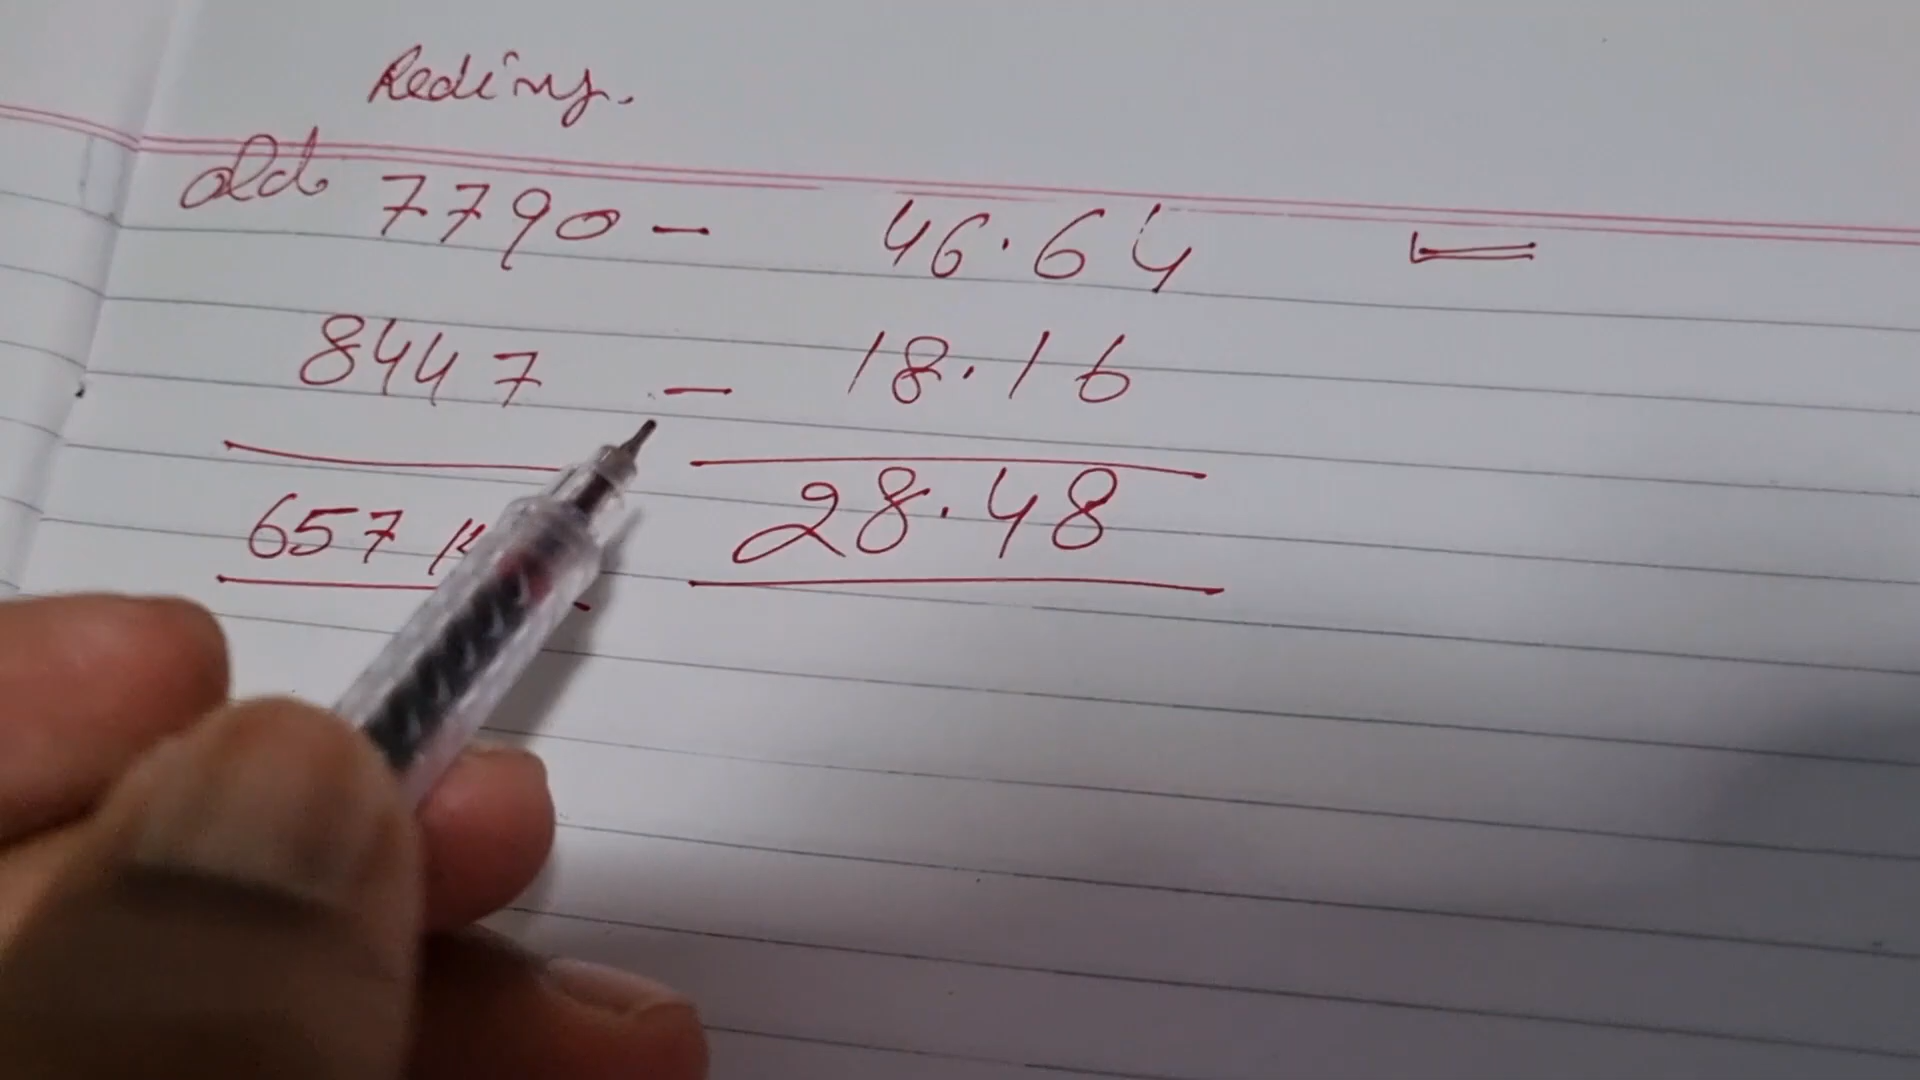 Reding.
old 7790 - 46.64
8447 - 18.16
657 28.48